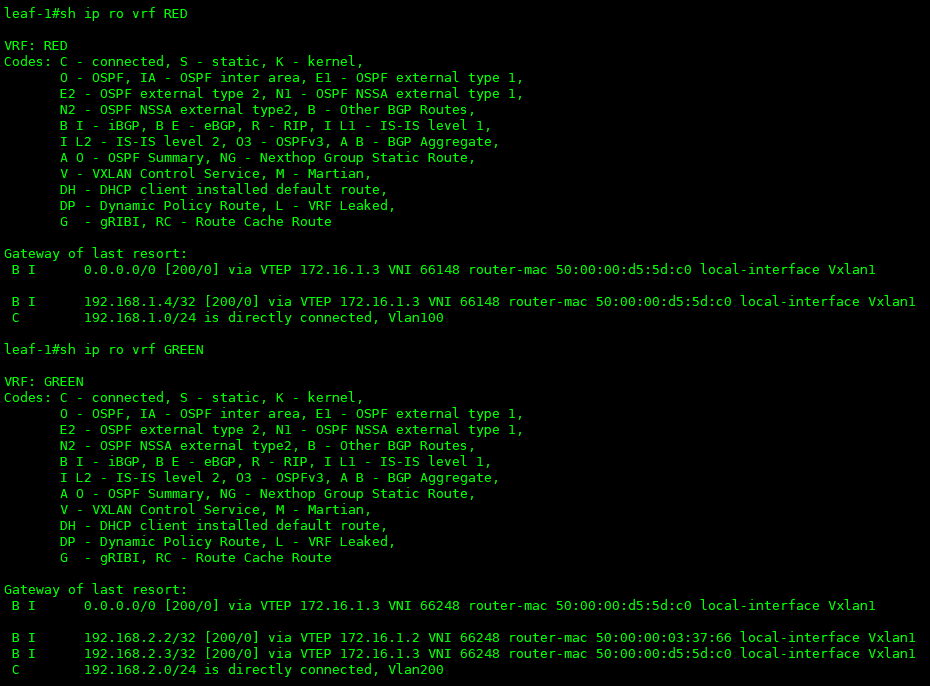 leaf-1#sh ip ro vrf RED
VRF: RED
Codes: C - connected, S - static, K - kernel,
O - OSPF, IA - OSPF inter area, E1 - OSPF external type 1,
E2 - OSPF external type 2, N1 - OSPF NSSA external type 1,
N2 - OSPF NSSA external type2, B - Other BGP Routes,
B I - iBGP, B E - eBGP, R - RIP, I L1 - IS-IS level 1,
I L2 - IS-IS level 2, O3 - OSPFv3, A B - BGP Aggregate,
A O - OSPF Summary, NG - Nexthop Group Static Route,
V - VXLAN Control Service, M - Martian,
DH - DHCP client installed default route,
DP - Dynamic Policy Route, L - VRF Leaked,
G  - gRIBI, RC - Route Cache Route
Gateway of last resort:
B I      0.0.0.0/0 [200/0] via VTEP 172.16.1.3 VNI 66148 router-mac 50:00:00:d5:5d:c0 local-interface Vxlan1
B I      192.168.1.4/32 [200/0] via VTEP 172.16.1.3 VNI 66148 router-mac 50:00:00:d5:5d:c0 local-interface Vxlan1
C        192.168.1.0/24 is directly connected, Vlan100
leaf-1#sh ip ro vrf GREEN
VRF: GREEN
Codes: C - connected, S - static, K - kernel,
O - OSPF, IA - OSPF inter area, E1 - OSPF external type 1,
E2 - OSPF external type 2, N1 - OSPF NSSA external type 1,
N2 - OSPF NSSA external type2, B - Other BGP Routes,
B I - iBGP, B E - eBGP, R - RIP, I L1 - IS-IS level 1,
I L2 - IS-IS level 2, O3 - OSPFv3, A B - BGP Aggregate,
A O - OSPF Summary, NG - Nexthop Group Static Route,
V - VXLAN Control Service, M - Martian,
DH - DHCP client installed default route,
DP - Dynamic Policy Route, L - VRF Leaked,
G  - gRIBI, RC - Route Cache Route
Gateway of last resort:
B I      0.0.0.0/0 [200/0] via VTEP 172.16.1.3 VNI 66248 router-mac 50:00:00:d5:5d:c0 local-interface Vxlan1
B I      192.168.2.2/32 [200/0] via VTEP 172.16.1.2 VNI 66248 router-mac 50:00:00:03:37:66 local-interface Vxlan1
B I      192.168.2.3/32 [200/0] via VTEP 172.16.1.3 VNI 66248 router-mac 50:00:00:d5:5d:c0 local-interface Vxlan1
C        192.168.2.0/24 is directly connected, Vlan200